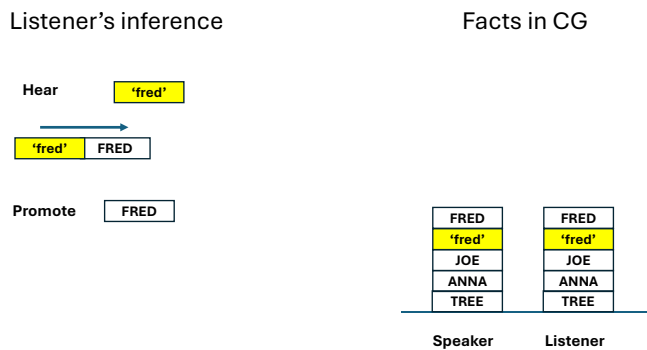 Listener’s inference
Facts in CG
Hear
‘fred’
‘fred’ FRED
Promote
FRED
FRED
‘fred’
JOE
ANNA
TREE
Speaker
FRED
‘fred’
JOE
ANNA
TREE
Listener